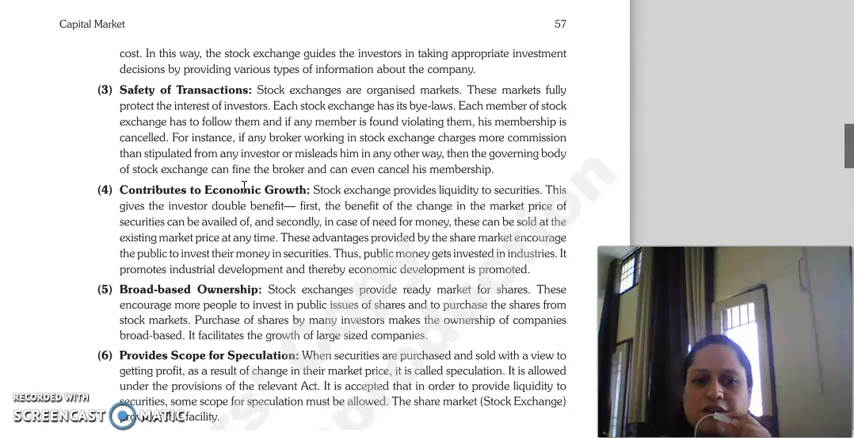 Capital Market 57
cost. In this way, the stock exchange guides the investors in taking appropriate investment
decisions by providing various types of information about the company.
(3) Safety of Transactions: Stock exchanges are organised markets. These markets fully
protect the interest of investors. Each stock exchange has its bye-laws. Each member of stock
exchange has to follow them and if any member is found violating them, his membership is
cancelled. For instance, if any broker working in stock exchange charges more commission
than stipulated from any investor or misleads him in any other way, then the governing body
of stock exchange can fine the broker and can even cancel his membership.
(4) Contributes to Economic Growth: Stock exchange provides liquidity to securities. This
gives the investor double benefit— first, the benefit of the change in the market price of
securities can be availed of, and secondly, in case of need for money, these can be sold at the
existing market price at any time. These advantages provided by the share market encourage
the public to invest their money in securities. Thus, public money gets invested in industries. It
promotes industrial development and thereby economic development is promoted.
(5) Broad-based Ownership: Stock exchanges provide ready market for shares. These
encourage more people to invest in public issues of shares and to purchase the shares from
stock markets. Purchase of shares by many investors makes the ownership of companies
broad-based. It facilitates the growth of large sized companies.
(6) Provides Scope for Speculation: When securities are purchased and sold with a view to
getting profit, as a result of change in their market price, it is called speculation. It is allowed
under the provisions of the relevant Act. It is accepted that in order to provide liquidity to
securities, some scope for speculation must be allowed. The share market (Stock Exchange)
facility.
RECORDED WITH
SCREENCAST MATIC